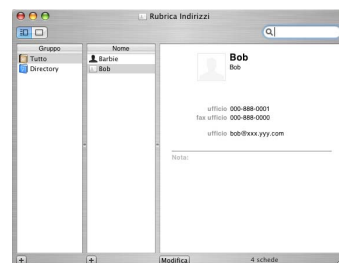 Rubrica Indirizzi
Gruppo
Tutto
Directory
Nome
Barbie
Bob
Bob
Bob
ufficio 000-888-0001
fax ufficio 000-888-0000
ufficio bob@xxx.yyy.com
Nota:
Modifica
4 schede